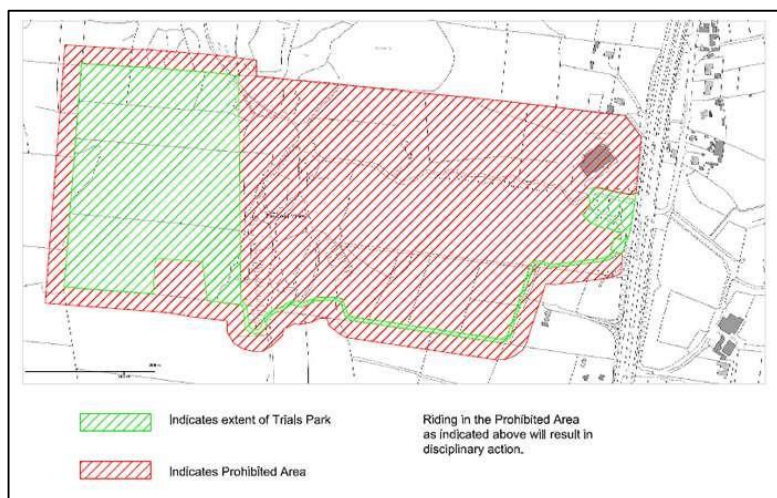 Indicates extent of Trials Park
Riding in the Prohibited Area
as indicated above will result in
disciplinary action.
Indicates Prohibited Area